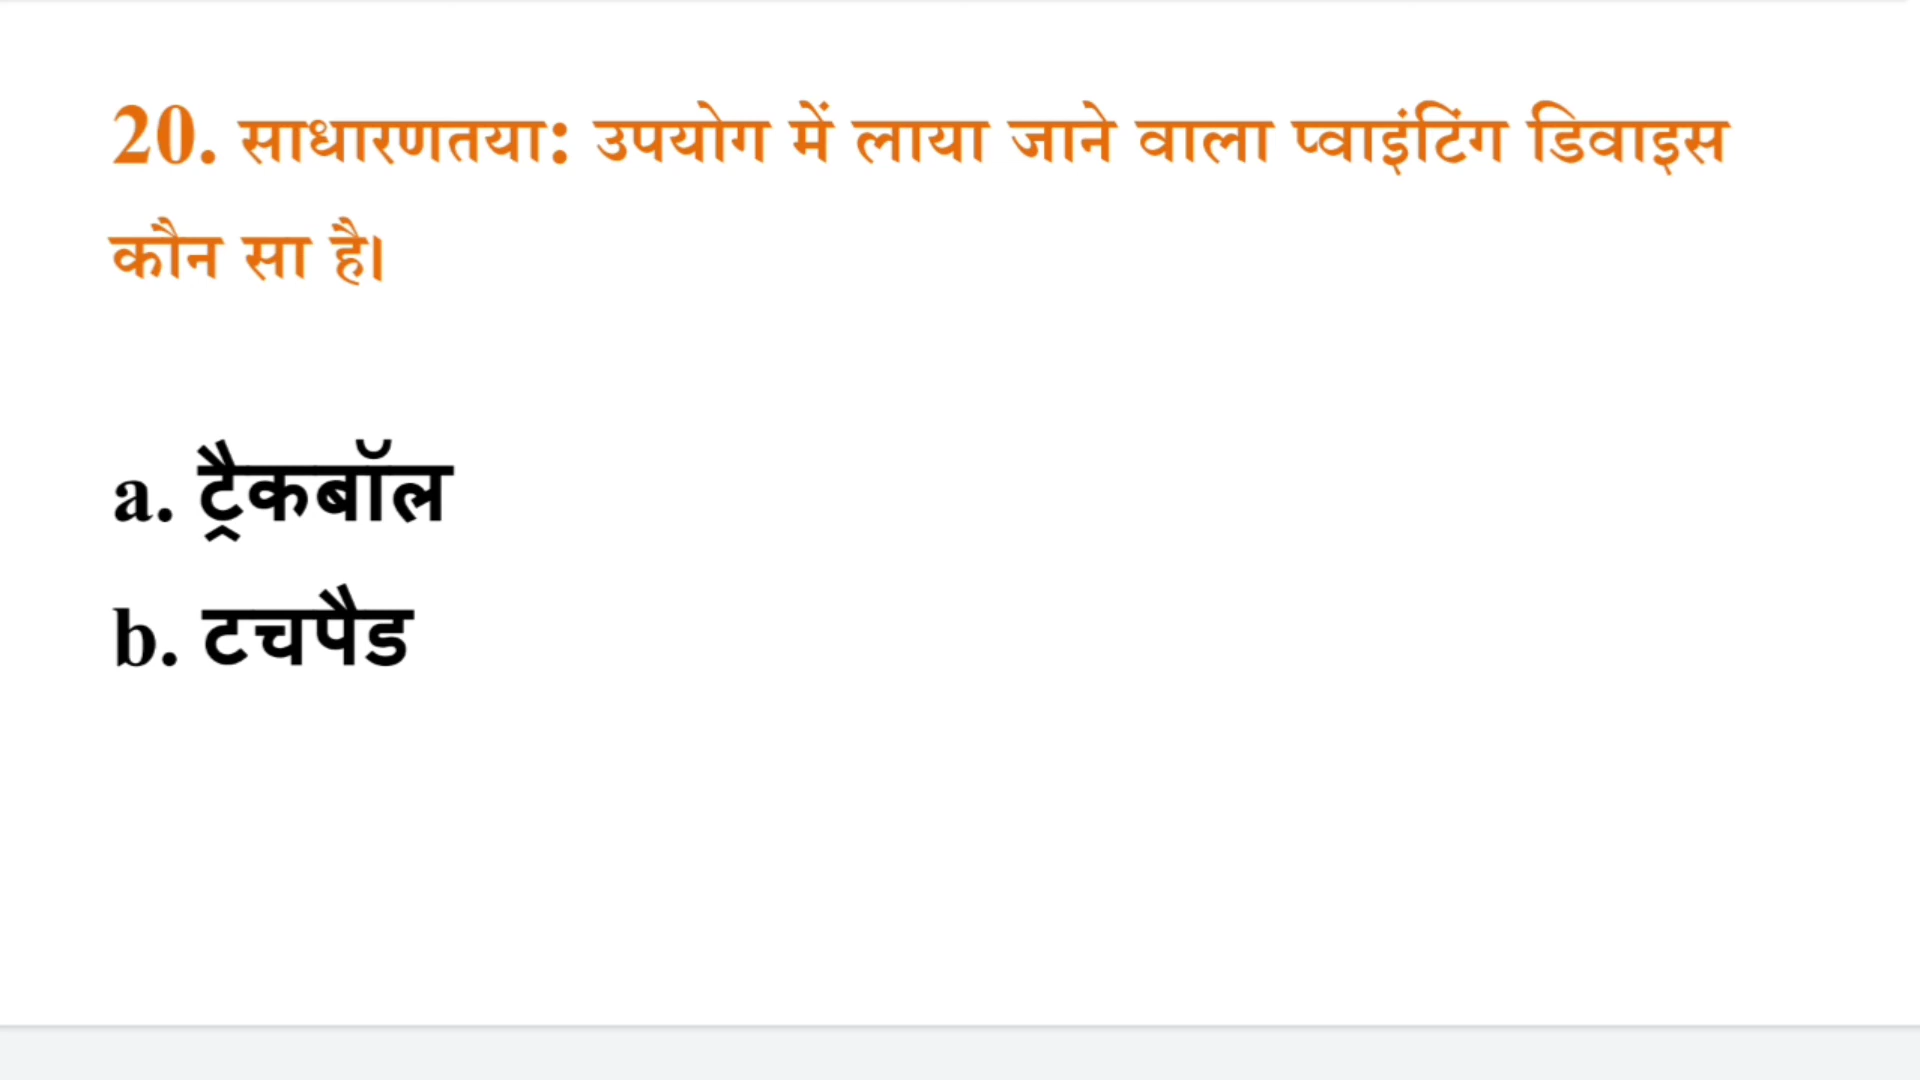 20. साधारणतया: उपयोग में लाया जाने वाला प्वाइंटिंग डिवाइस
कौन सा है।
a. ट्रैकबॉल
b. टचपैड